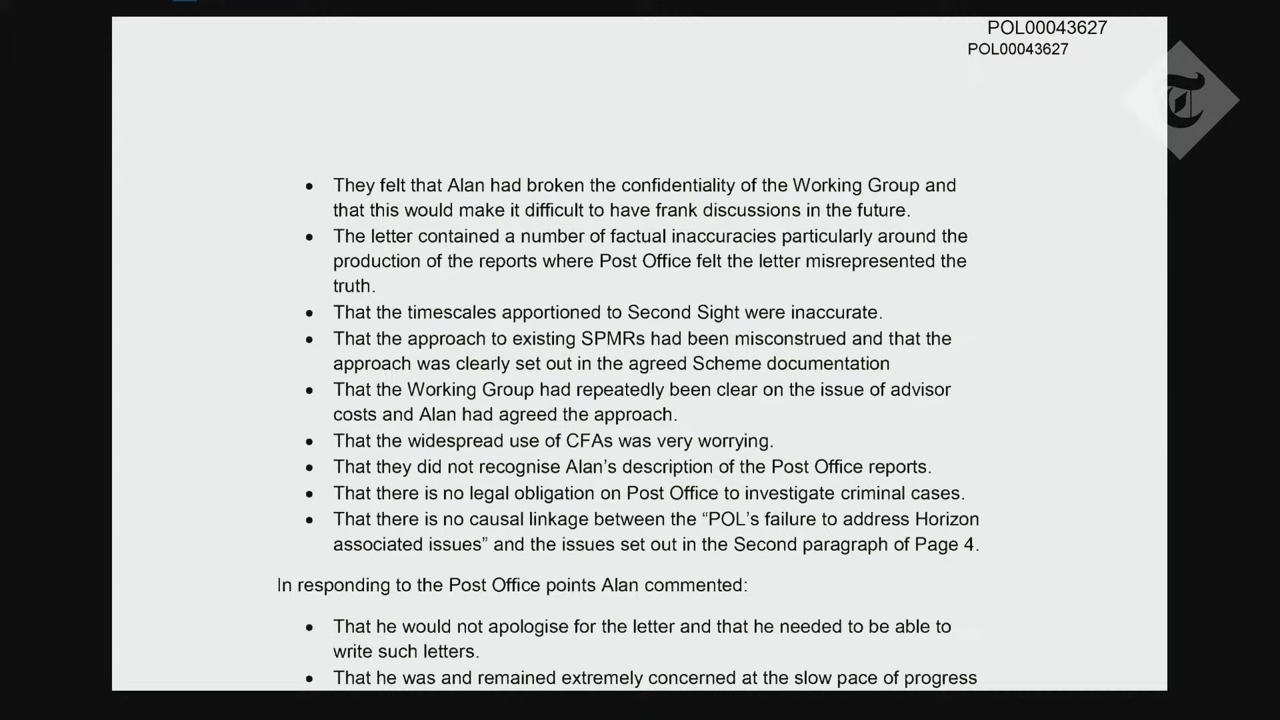 POL00043627
POL00043627
• They felt that Alan had broken the confidentiality of the Working Group and
that this would make it difficult to have frank discussions in the future.
• The letter contained a number of factual inaccuracies particularly around the
production of the reports where Post Office felt the letter misrepresented the
truth.
• That the timescales apportioned to Second Sight were inaccurate.
• That the approach to existing SPMRs had been misconstrued and that the
approach was clearly set out in the agreed Scheme documentation
• That the Working Group had repeatedly been clear on the issue of advisor
costs and Alan had agreed the approach.
• That the widespread use of CFAs was very worrying.
• That they did not recognise Alan’s description of the Post Office reports.
• That there is no legal obligation on Post Office to investigate criminal cases.
• That there is no causal linkage between the “POL’s failure to address Horizon
associated issues” and the issues set out in the Second paragraph of Page 4.
In responding to the Post Office points Alan commented:
• That he would not apologise for the letter and that he needed to be able to
write such letters.
• That he was and remained extremely concerned at the slow pace of progress
T